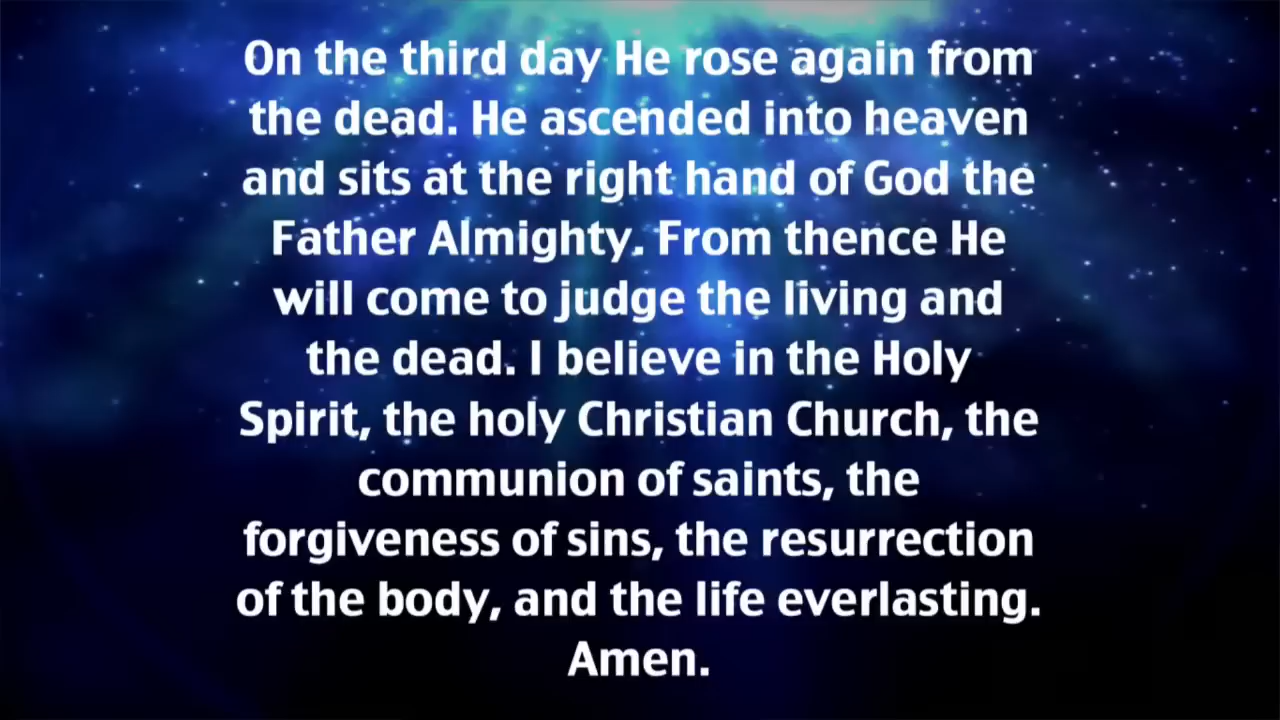 On the third day He rose again from
the dead. He ascended into heaven
and sits at the right hand of God the
Father Almighty. From thence He
will come to judge the living and
the dead. I believe in the Holy
Spirit, the holy Christian Church, the
communion of saints, the
forgiveness of sins, the resurrection
of the body, and the life everlasting.
Amen.